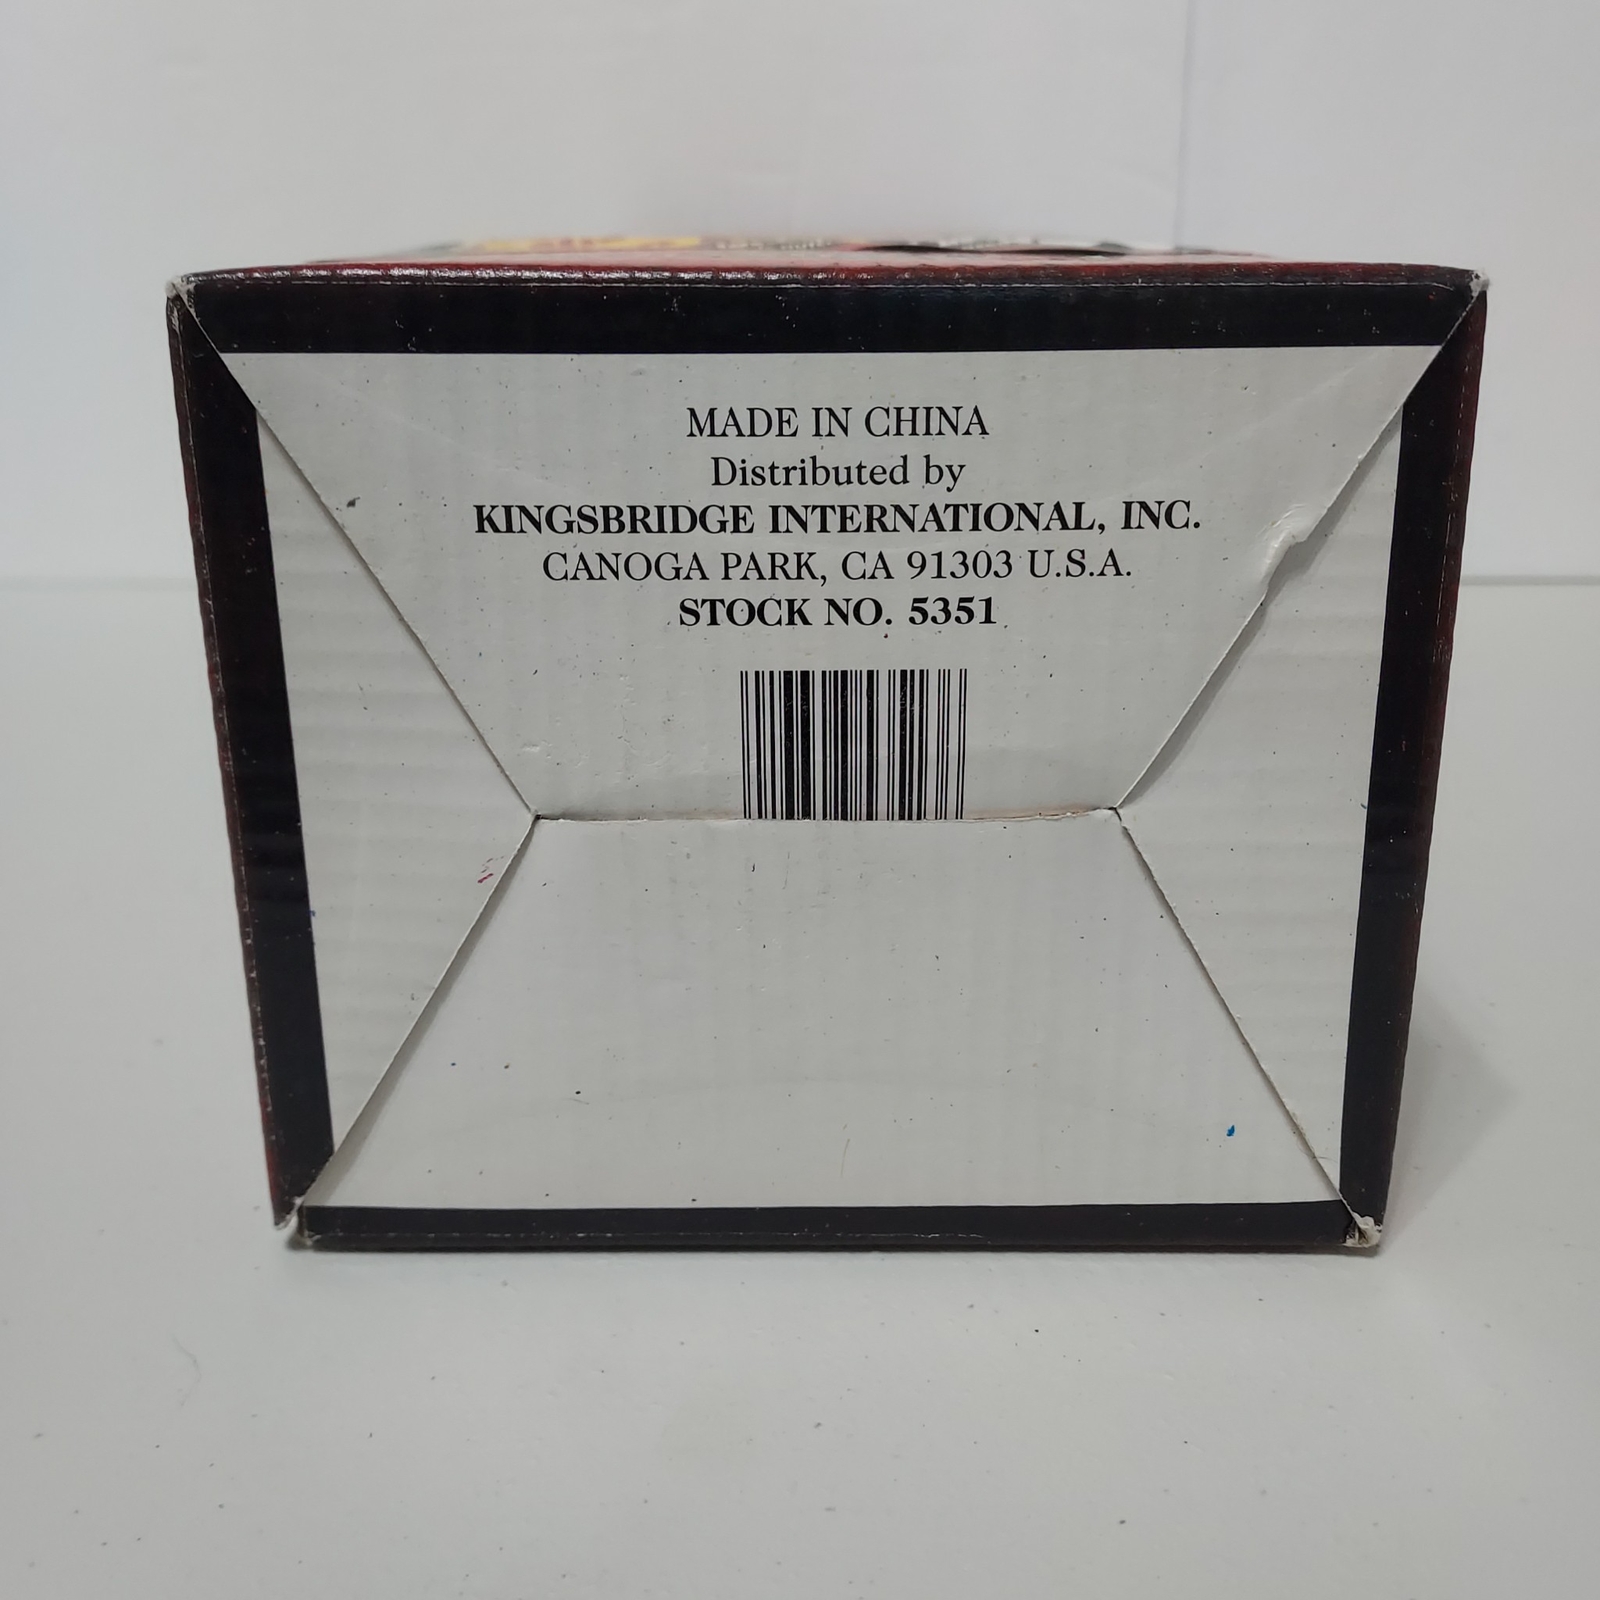 MADE IN CHINA
Distributed by
KINGSBRIDGE INTERNATIONAL, INC.
CANOGA PARK, CA 91303 U.S.A.
STOCK NO. 5351